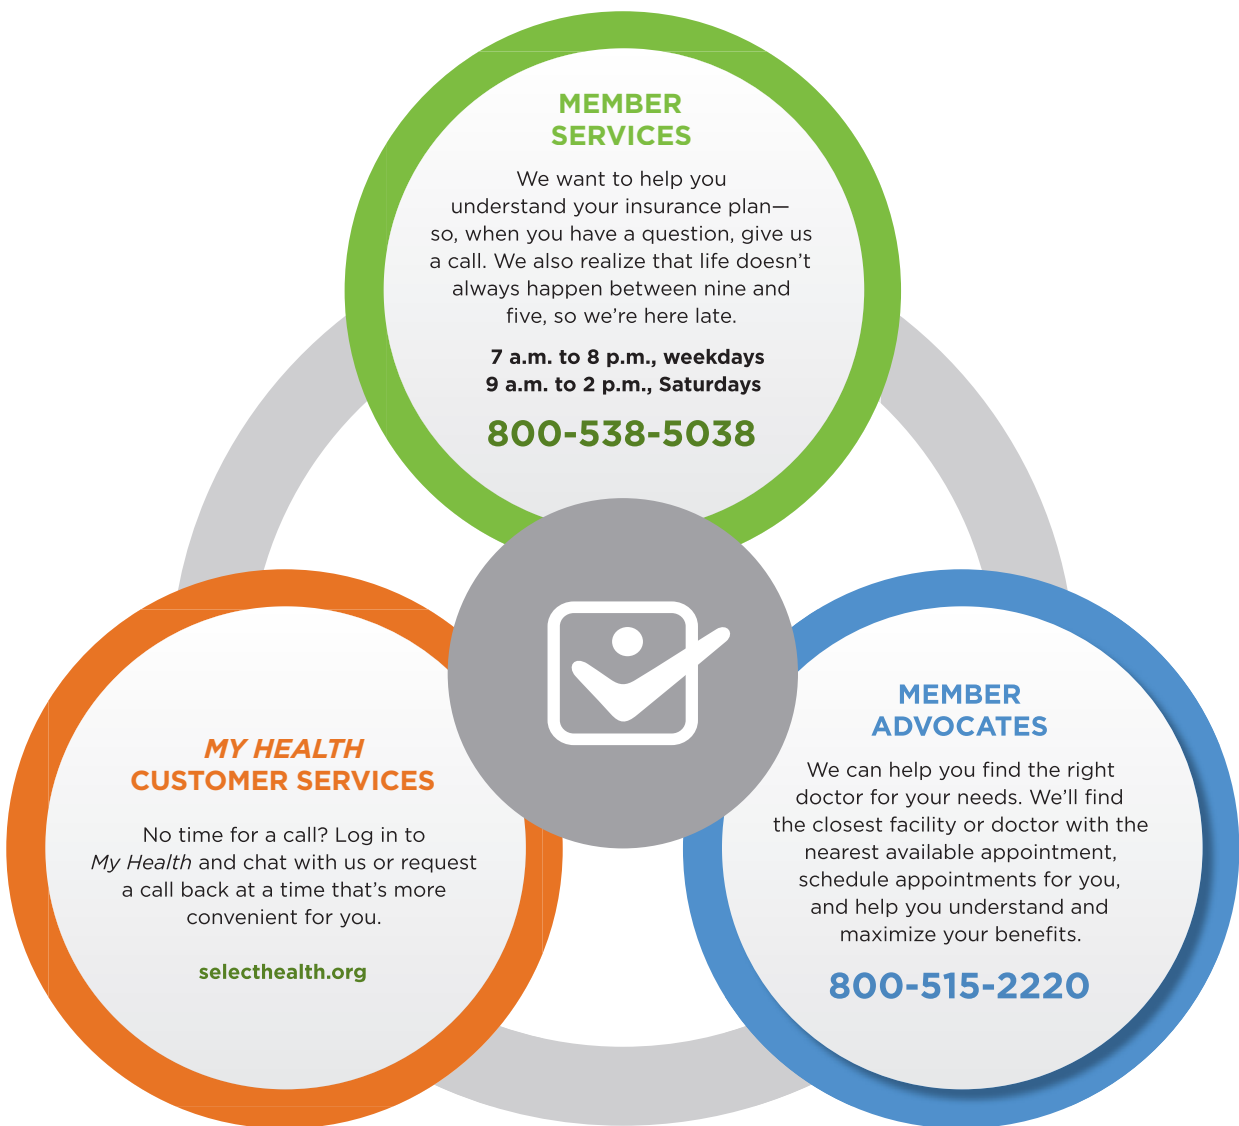 MEMBER
SERVICES
We want to help you
understand your insurance plan—
so, when you have a question, give us
a call. We also realize that life doesn’t
always happen between nine and
five, so we’re here late.
7 a.m. to 8 p.m., weekdays
9 a.m. to 2 p.m., Saturdays
800-538-5038
MY HEALTH
CUSTOMER SERVICES
No time for a call? Log in to
My Health and chat with us or request
a call back at a time that’s more
convenient for you.
selecthealth.org
MEMBER
ADVOCATES
We can help you find the right
doctor for your needs. We’ll find
the closest facility or doctor with the
nearest available appointment,
schedule appointments for you,
and help you understand and
maximize your benefits.
800-515-2220